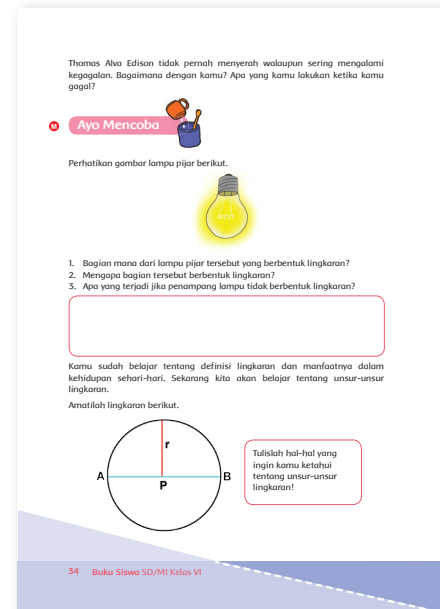 Thomas Alva Edison tidak pernah menyerah walaupun sering mengalami
kegagalan. Bagaimana dengan kamu? Apa yang kamu lakukan ketika kamu
gagal?
M Ayo Mencoba
Perhatikan gambar lampu pijar berikut.
1. Bagian mana dari lampu pijar tersebut yang berbentuk lingkaran?
2. Mengapa bagian tersebut berbentuk lingkaran?
3. Apa yang terjadi jika penampang lampu tidak berbentuk lingkaran?
Kamu sudah belajar tentang definisi lingkaran dan manfaatnya dalam
kehidupan sehari-hari. Sekarang kita akan belajar tentang unsur-unsur
lingkaran.
Amatilah lingkaran berikut.
r
A
B
P
Tulislah hal-hal yang
ingin kamu ketahui
tentang unsur-unsur
lingkaran!
34 Buku Siswa SD/MI Kelas VI